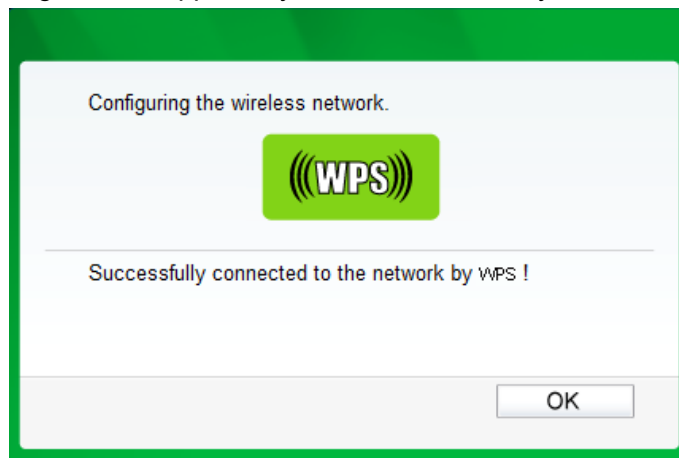 Configuring the wireless network.
(((WPS)))
Successfully connected to the network by WPS !
OK